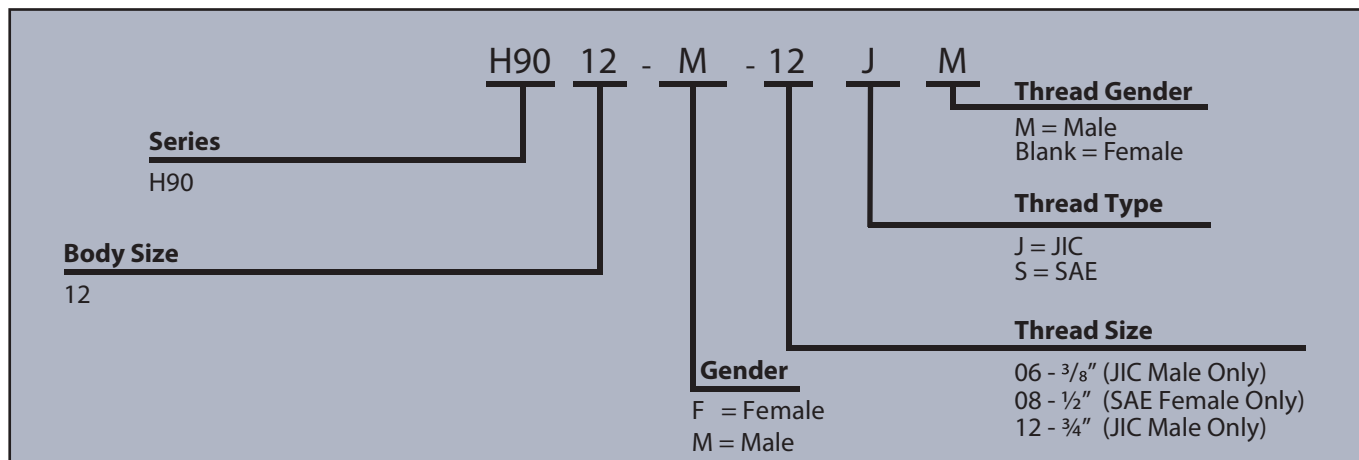 H90 12 - M - 12 J M
Thread Gender
M = Male
Blank = Female
Series
H90
Thread Type
J = JIC
S = SAE
Body Size
12
Thread Size
06 - ³/₈” (JIC Male Only)
08 - ½” (SAE Female Only)
12 - ¾” (JIC Male Only)
Gender
F = Female
M = Male